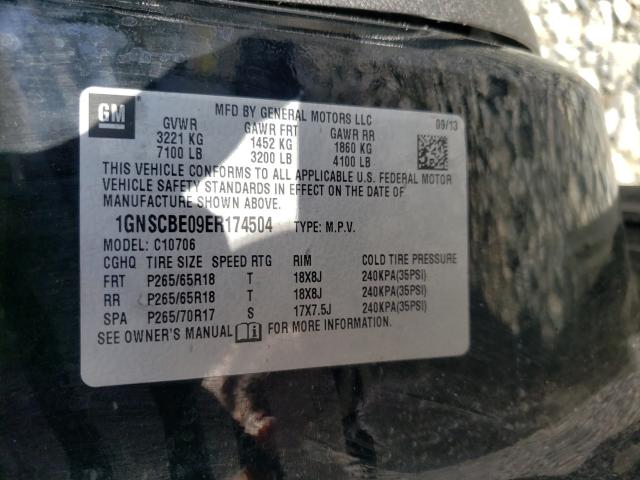 GM
MFD BY GENERAL MOTORS LLC
09/13
GVWR GAWR FRT GAWR RR
3221 KG 1452 KG 1860 KG
7100 LB 3200 LB 4100 LB
THIS VEHICLE CONFORMS TO ALL APPLICABLE U.S. FEDERAL MOTOR
VEHICLE SAFETY STANDARDS IN EFFECT ON THE DATE OF
MANUFACTURE SHOWN ABOVE.
1GNSCBE09ER174504 TYPE: M.P.V.
MODEL: C10706
CGHQ TIRE SIZE SPEED RTG RIM COLD TIRE PRESSURE
FRT P265/65R18 T 18X8J 240KPA(35PSI)
RR P265/65R18 T 18X8J 240KPA(35PSI)
SPA P265/70R17 S 17X7.5J 240KPA(35PSI)
SEE OWNER'S MANUAL FOR MORE INFORMATION.